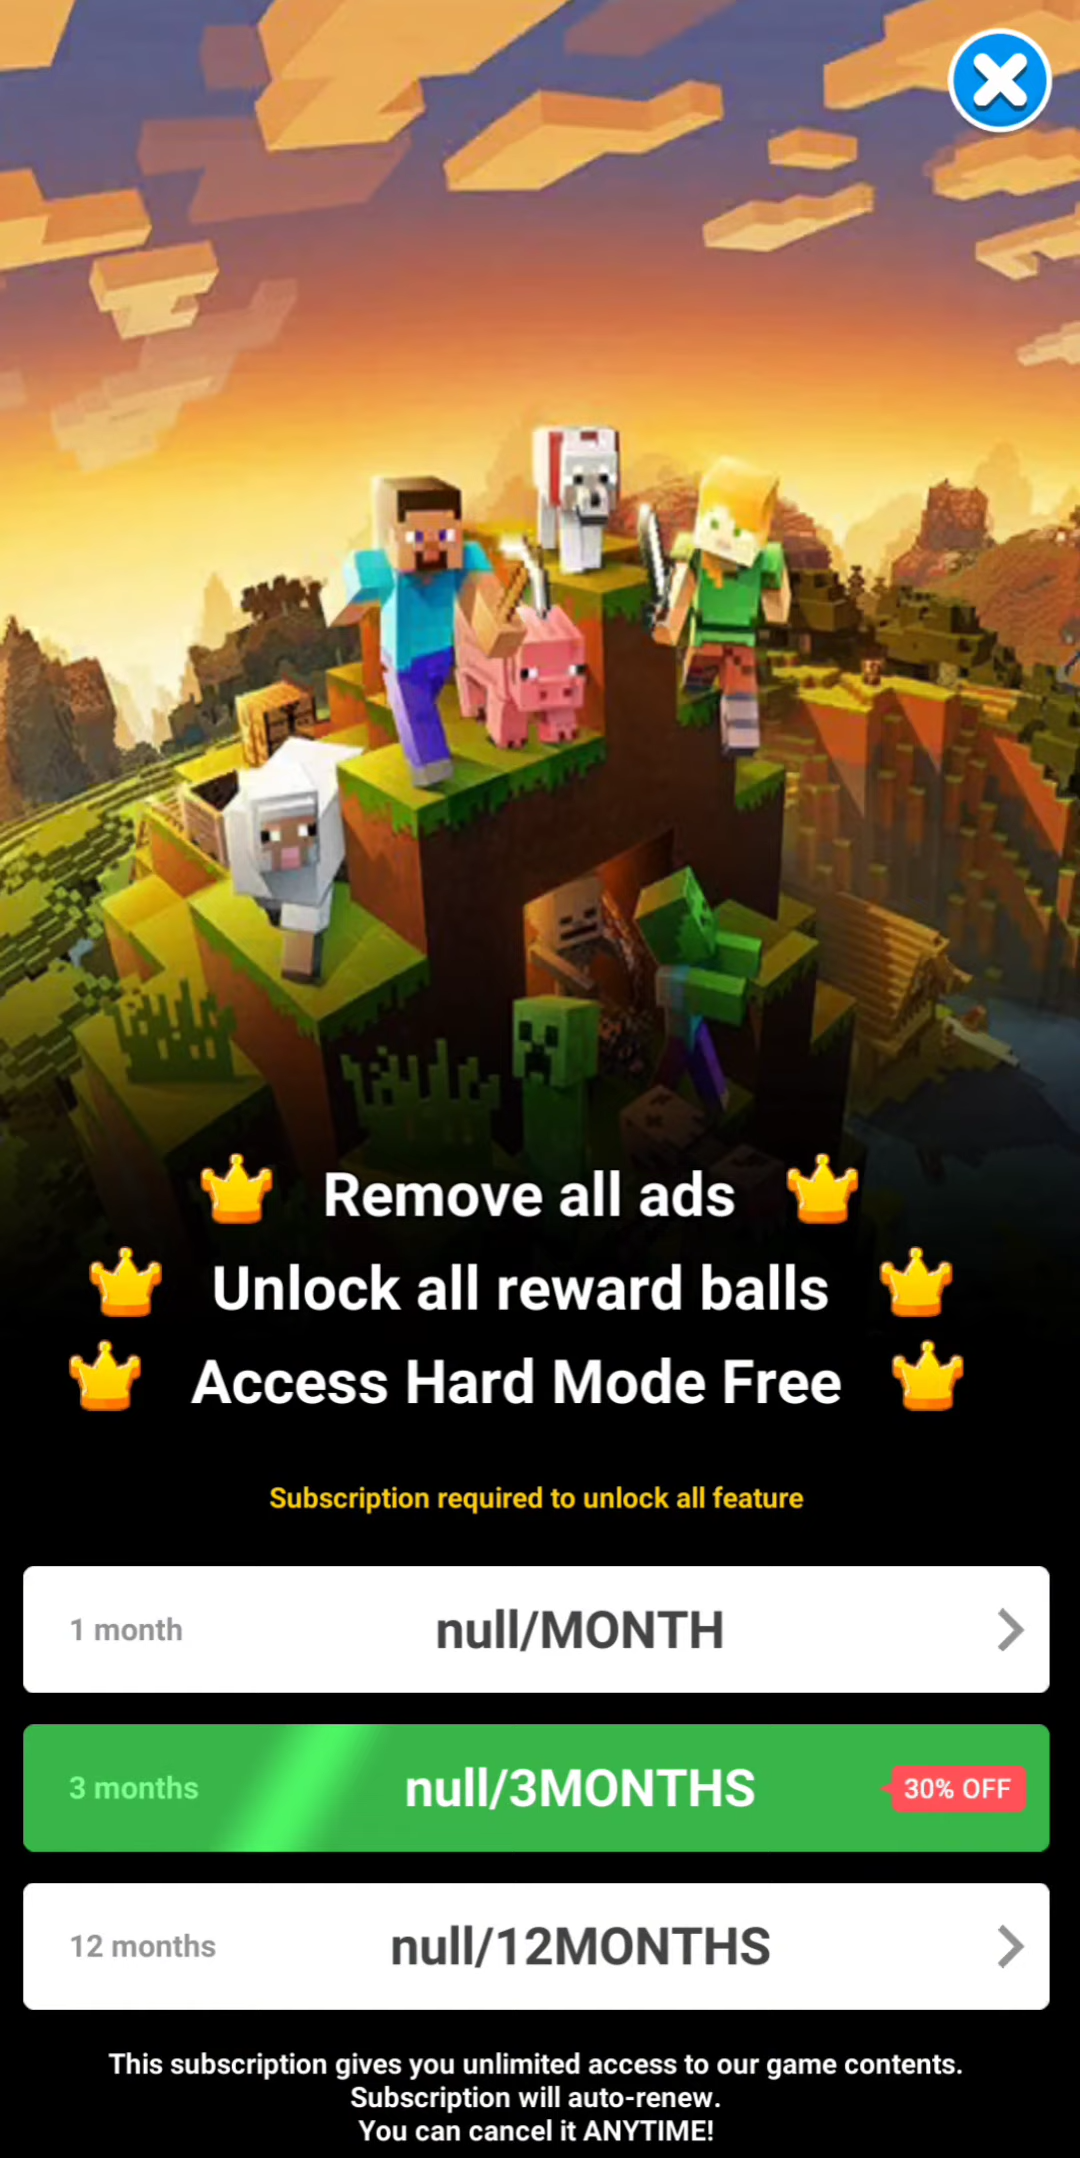 Remove all ads
Unlock all reward balls
Access Hard Mode Free
Subscription required to unlock all feature
1 month null/MONTH
3 months null/3MONTHS 30% OFF
12 months null/12MONTHS
This subscription gives you unlimited access to our game contents.
Subscription will auto-renew.
You can cancel it ANYTIME!